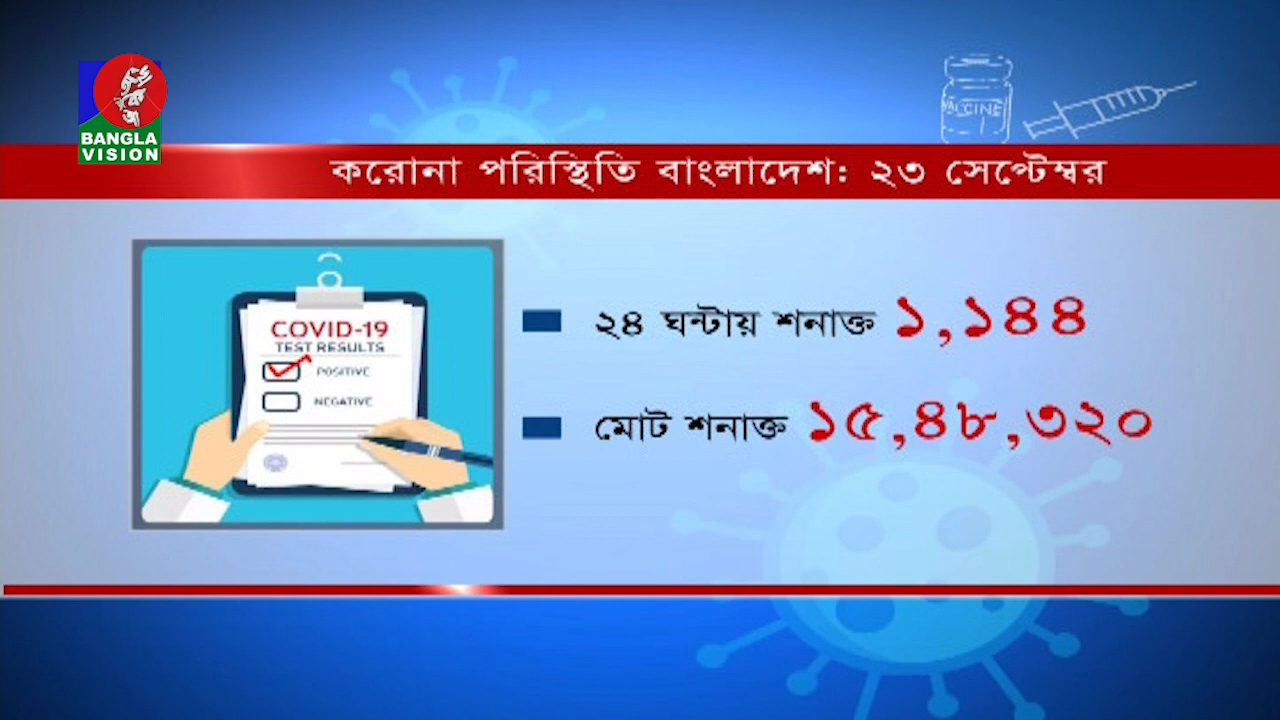 BANGLA
VISION
VACCINE
করোনা পরিস্থিতি বাংলাদেশ: ২৩ সেপ্টেম্বর
COVID-19
TEST RESULTS
POSITIVE
NEGATIVE
২৪ ঘন্টায় শনাক্ত ১,১৪৪
মোট শনাক্ত ১৫,৪৮,৩২০